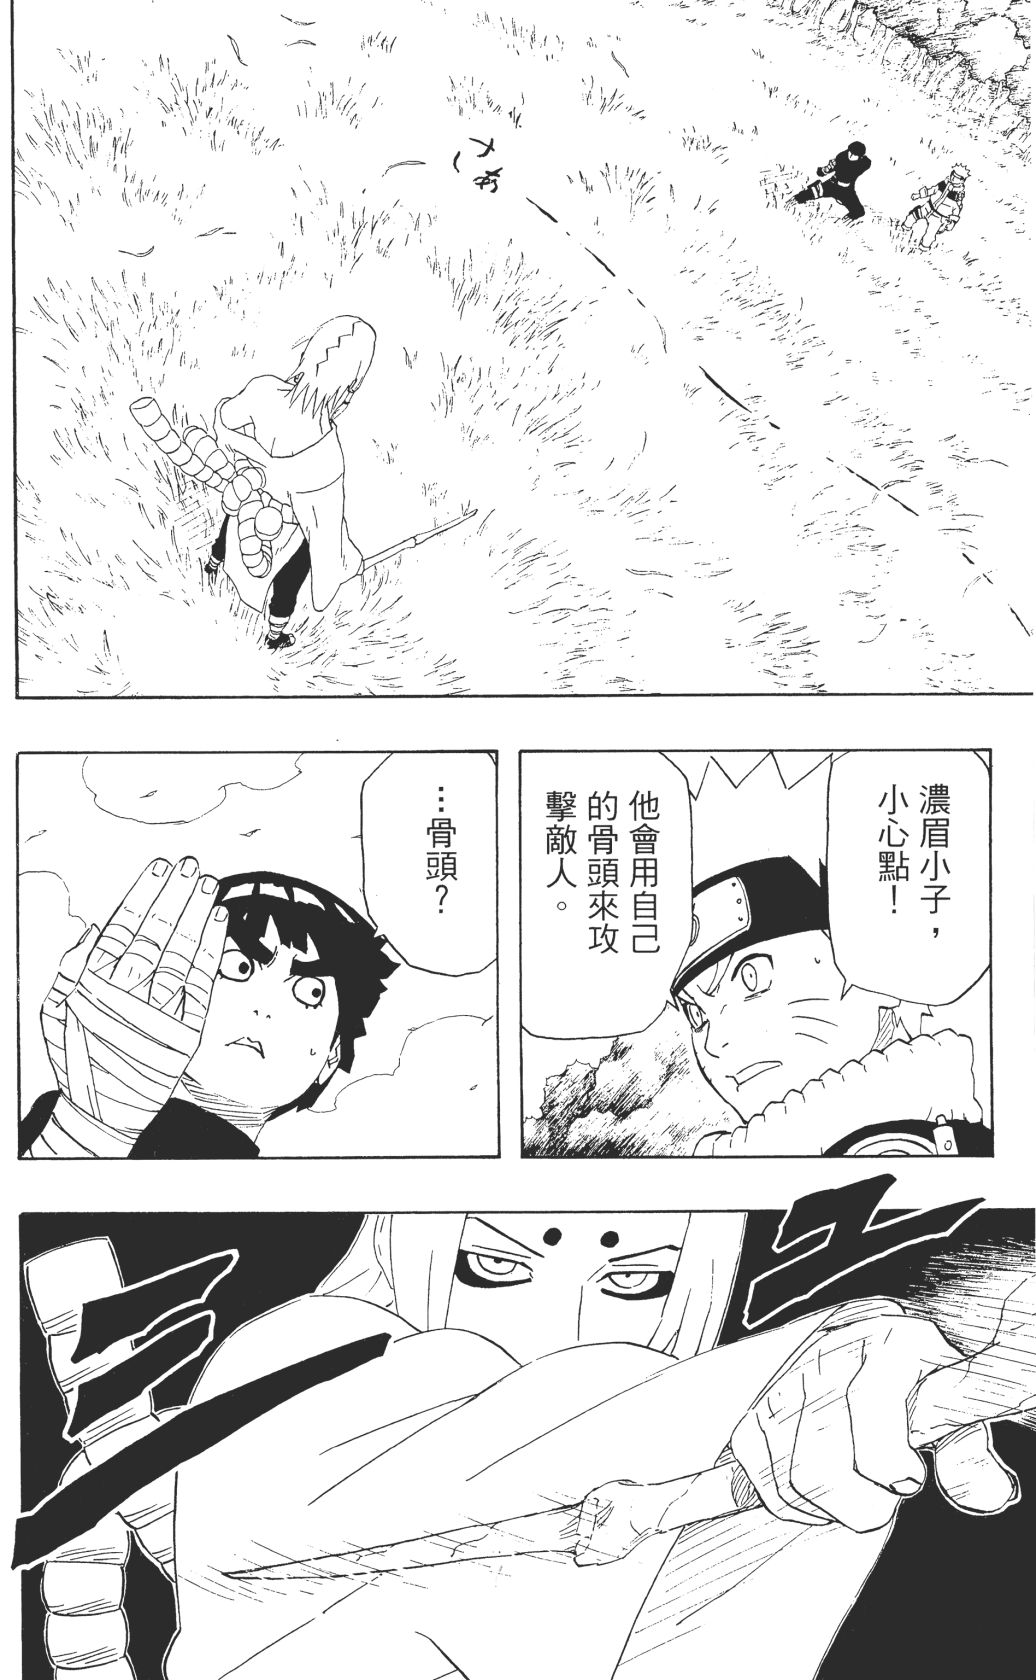 濃眉小子，
小心點！
他會用自己
的骨頭來攻
擊敵人。
…骨頭？